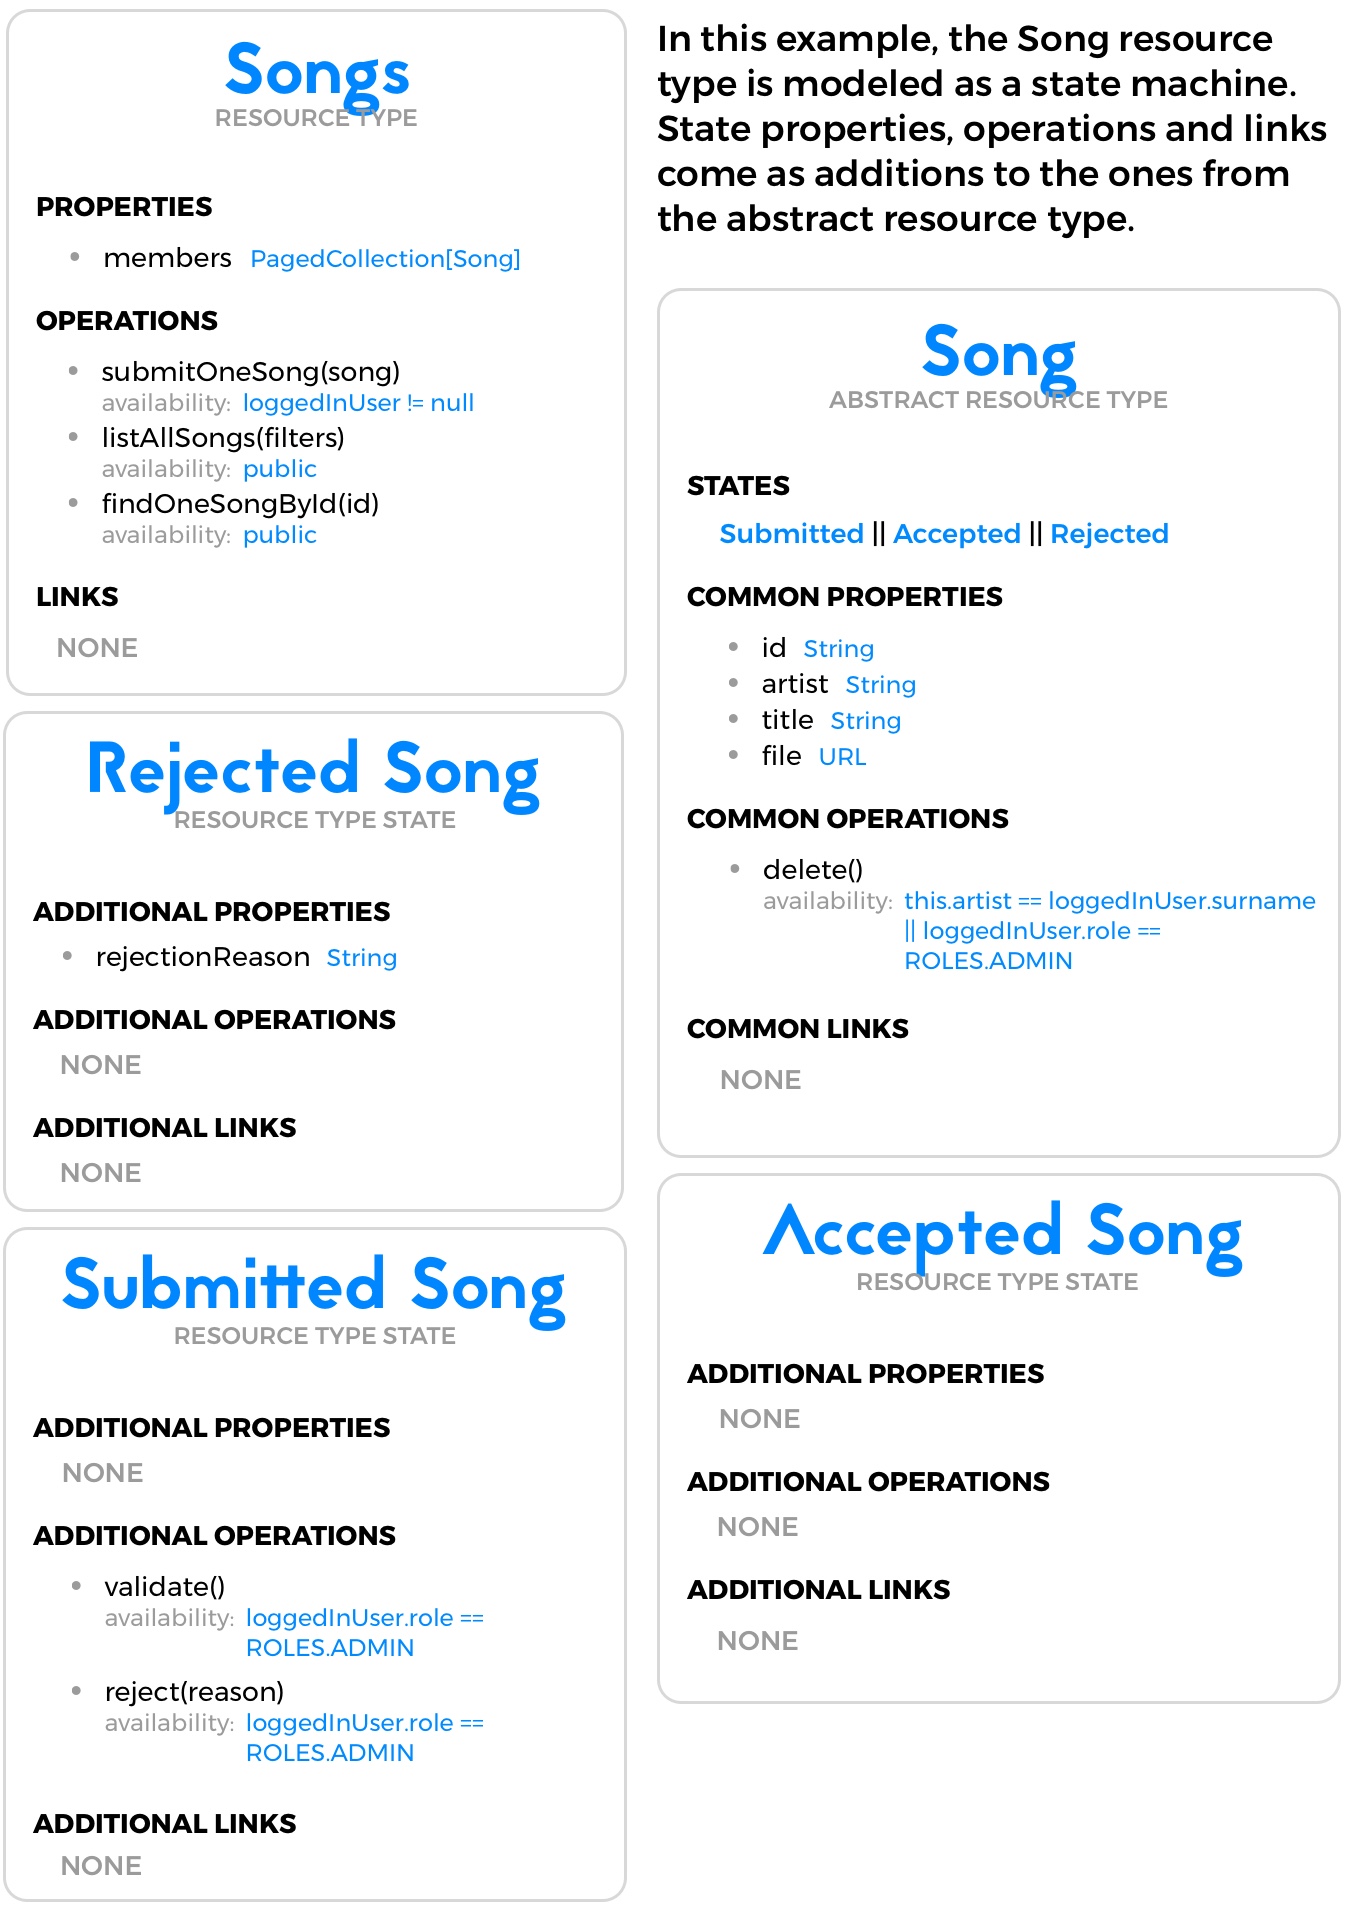 Songs
RESOURCE TYPE
PROPERTIES
• members PagedCollection[Song]
OPERATIONS
• submitOneSong(song)
availability: loggedInUser != null
• listAllSongs(filters)
availability: public
• findOneSongById(id)
availability: public
LINKS
NONE
In this example, the Song resource
type is modeled as a state machine.
State properties, operations and links
come as additions to the ones from
the abstract resource type.
Song
ABSTRACT RESOURCE TYPE
STATES
Submitted || Accepted || Rejected
COMMON PROPERTIES
• id String
• artist String
• title String
• file URL
COMMON OPERATIONS
• delete()
availability: this.artist == loggedInUser.surname
|| loggedInUser.role ==
ROLES.ADMIN
COMMON LINKS
NONE
Rejected Song
RESOURCE TYPE STATE
ADDITIONAL PROPERTIES
• rejectionReason String
ADDITIONAL OPERATIONS
NONE
ADDITIONAL LINKS
NONE
Submitted Song
RESOURCE TYPE STATE
ADDITIONAL PROPERTIES
NONE
ADDITIONAL OPERATIONS
• validate()
availability: loggedInUser.role ==
ROLES.ADMIN
• reject(reason)
availability: loggedInUser.role ==
ROLES.ADMIN
ADDITIONAL LINKS
NONE
Accepted Song
RESOURCE TYPE STATE
ADDITIONAL PROPERTIES
NONE
ADDITIONAL OPERATIONS
NONE
ADDITIONAL LINKS
NONE